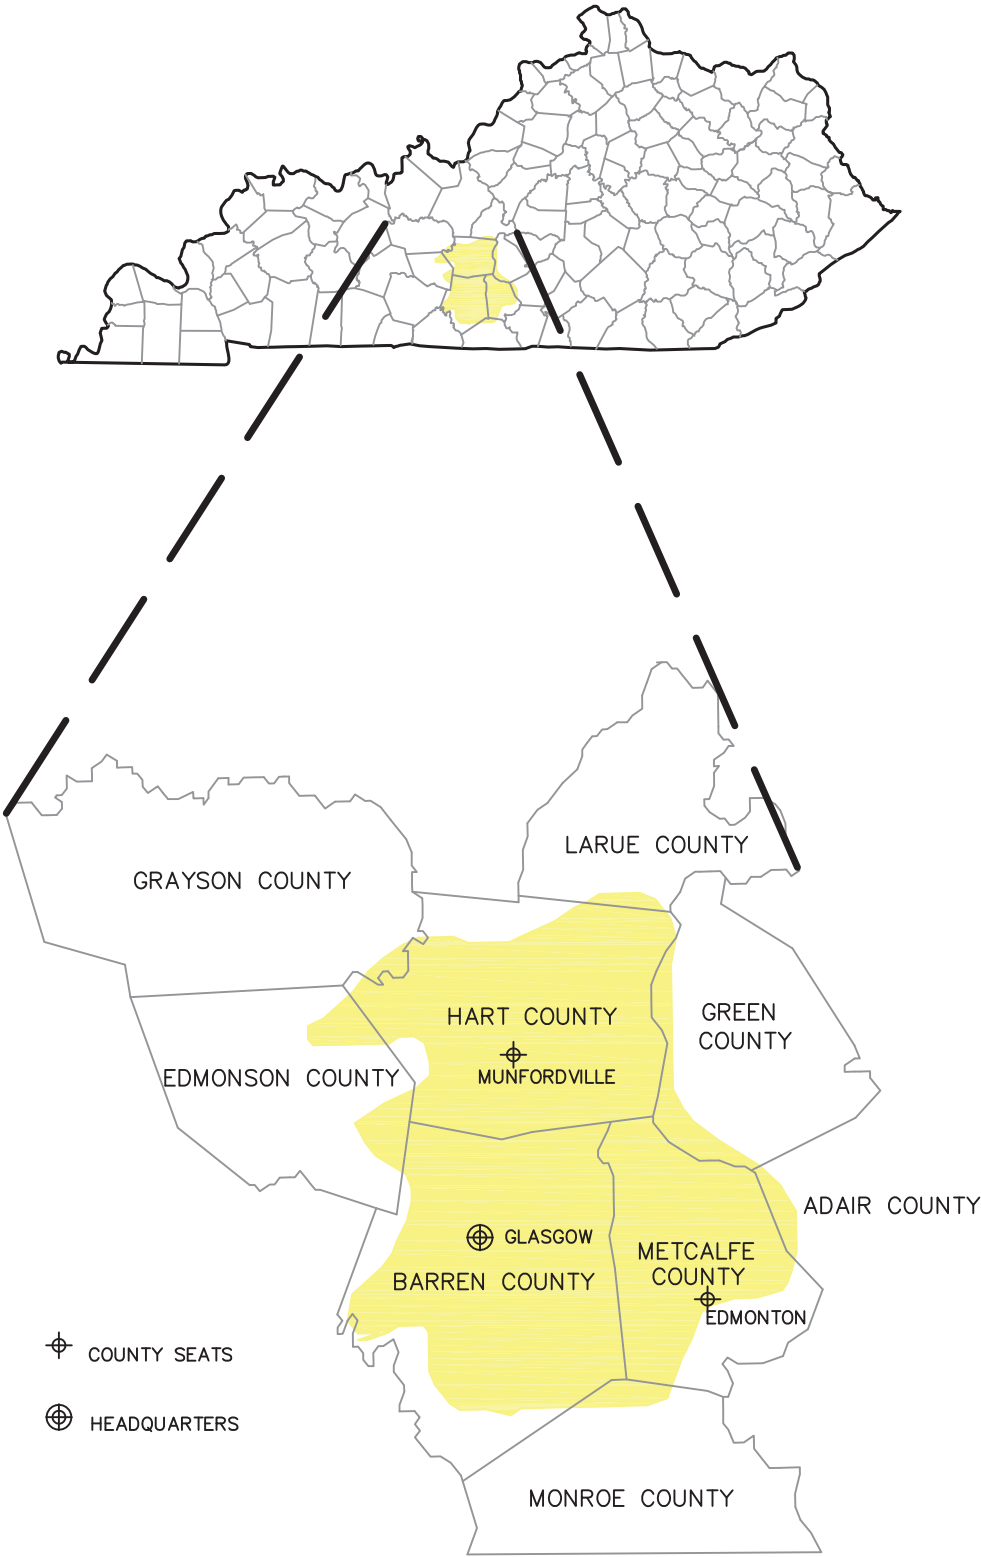 LARUE COUNTY
GRAYSON COUNTY
HART COUNTY
GREEN
COUNTY
MUNFORDVILLE
EDMONSON COUNTY
ADAIR COUNTY
GLASGOW
METCALFE
COUNTY
BARREN COUNTY
EDMONTON
COUNTY SEATS
HEADQUARTERS
MONROE COUNTY